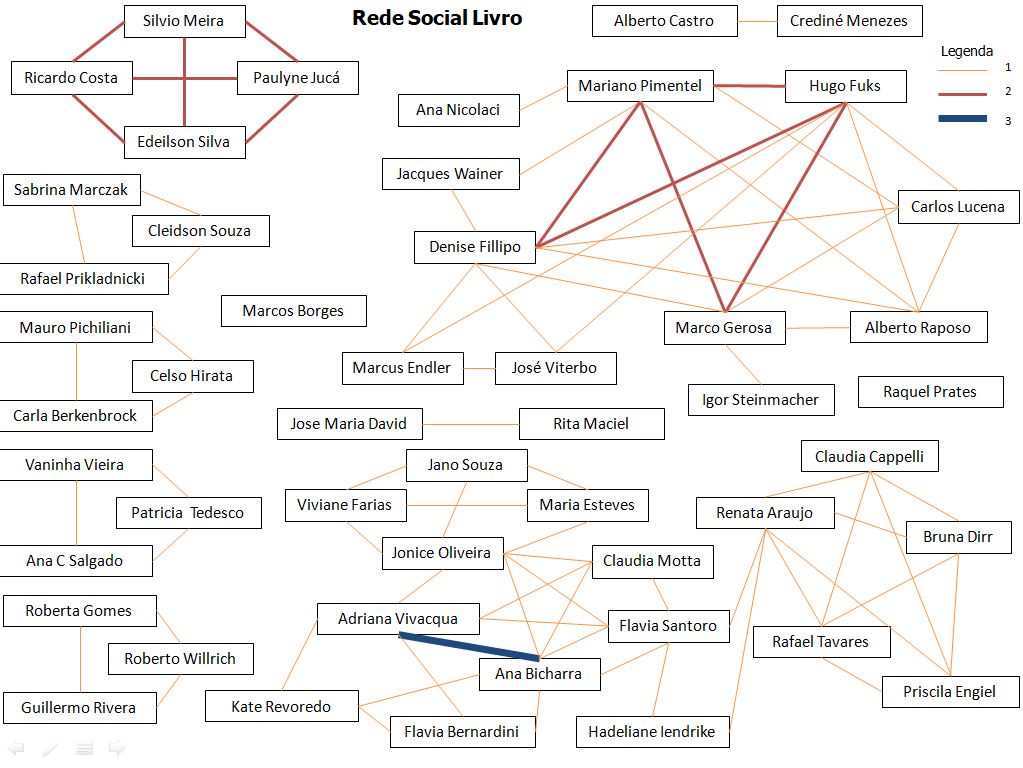 Rede Social Livro
Silvio Meira
Ricardo Costa
Paulyne Jucá
Edeilson Silva
Alberto Castro
Crediné Menezes
Legenda
1
2
3
Mariano Pimentel
Hugo Fuks
Ana Nicolaci
Jacques Wainer
Carlos Lucena
Denise Fillipo
Marco Gerosa
Alberto Raposo
Marcus Endler
José Viterbo
Igor Steinmacher
Raquel Prates
Sabrina Marczak
Cleidson Souza
Rafael Prikladnicki
Marcos Borges
Mauro Pichiliani
Celso Hirata
Carla Berkenbrock
Jose Maria David
Rita Maciel
Vaninha Vieira
Patricia  Tedesco
Ana C Salgado
Roberta Gomes
Roberto Willrich
Guillermo Rivera
Jano Souza
Viviane Farias
Maria Esteves
Jonice Oliveira
Claudia Motta
Adriana Vivacqua
Flavia Santoro
Ana Bicharra
Kate Revoredo
Flavia Bernardini
Hadeliane Iendrike
Claudia Cappelli
Renata Araujo
Bruna Dirr
Rafael Tavares
Priscila Engiel